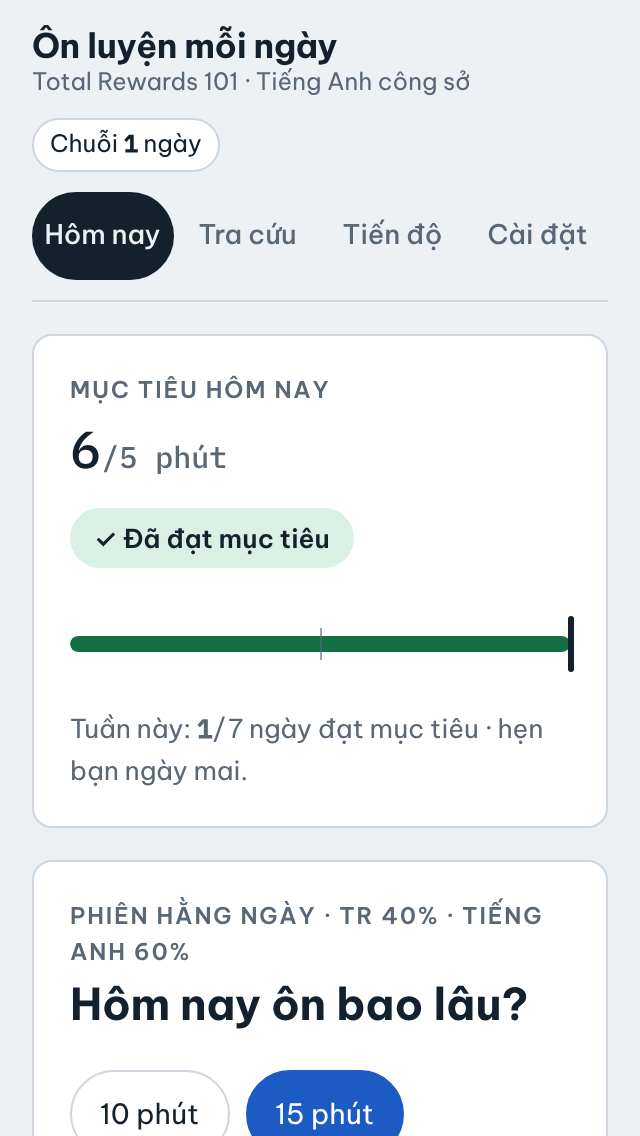 Ôn luyện mỗi ngày
Total Rewards 101 · Tiếng Anh công sở
Chuỗi 1 ngày
Hôm nay Tra cứu Tiến độ Cài đặt
MỤC TIÊU HÔM NAY
6/5 phút
✓ Đã đạt mục tiêu
Tuần này: 1/7 ngày đạt mục tiêu · hẹn
bạn ngày mai.
PHIÊN HẰNG NGÀY · TR 40% · TIẾNG
ANH 60%
Hôm nay ôn bao lâu?
10 phút 15 phút